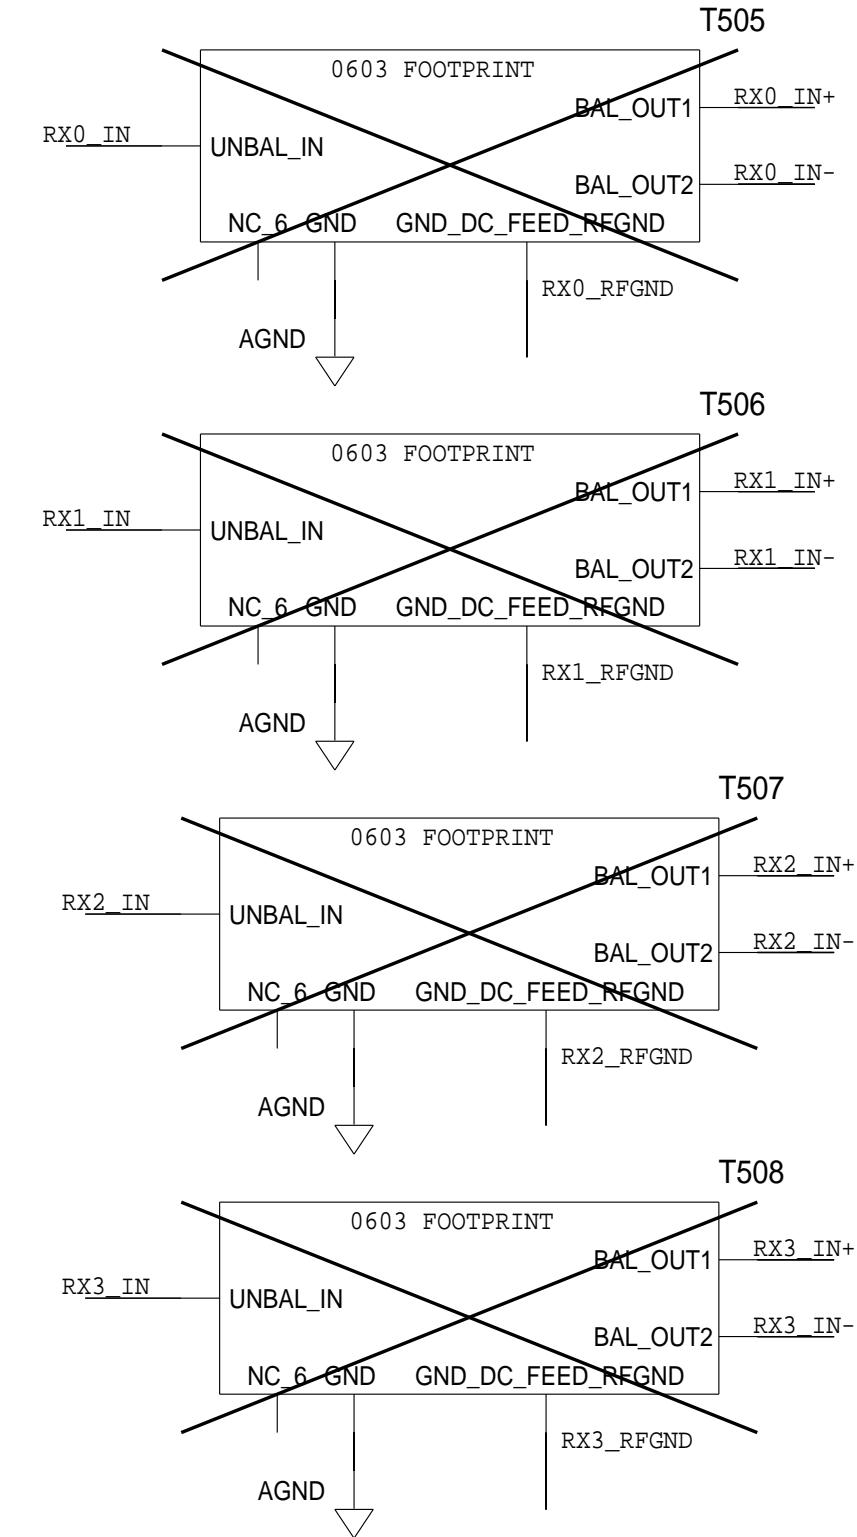 T505
0603 FOOTPRINT
BAL_OUT1 RX0_IN+
RX0_IN UNBAL_IN
BAL_OUT2 RX0_IN-
NC_6 GND GND_DC_FEED_RFGND
RX0_RFGND
AGND
T506
0603 FOOTPRINT
BAL_OUT1 RX1_IN+
RX1_IN UNBAL_IN
BAL_OUT2 RX1_IN-
NC_6 GND GND_DC_FEED_RFGND
RX1_RFGND
AGND
T507
0603 FOOTPRINT
BAL_OUT1 RX2_IN+
RX2_IN UNBAL_IN
BAL_OUT2 RX2_IN-
NC_6 GND GND_DC_FEED_RFGND
RX2_RFGND
AGND
T508
0603 FOOTPRINT
BAL_OUT1 RX3_IN+
RX3_IN UNBAL_IN
BAL_OUT2 RX3_IN-
NC_6 GND GND_DC_FEED_RFGND
RX3_RFGND
AGND